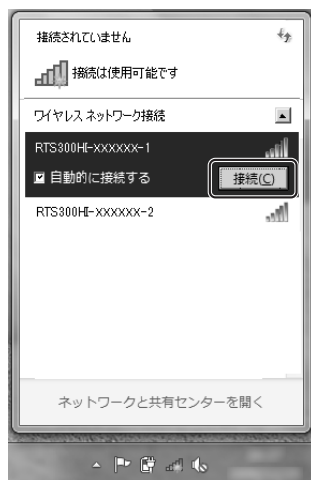 接続されていません
接続は使用可能です
ワイヤレス ネットワーク接続
RTS300HI-XXXXXX-1
自動的に接続する
接続(C)
RTS300HI-XXXXXX-2
ネットワークと共有センターを開く